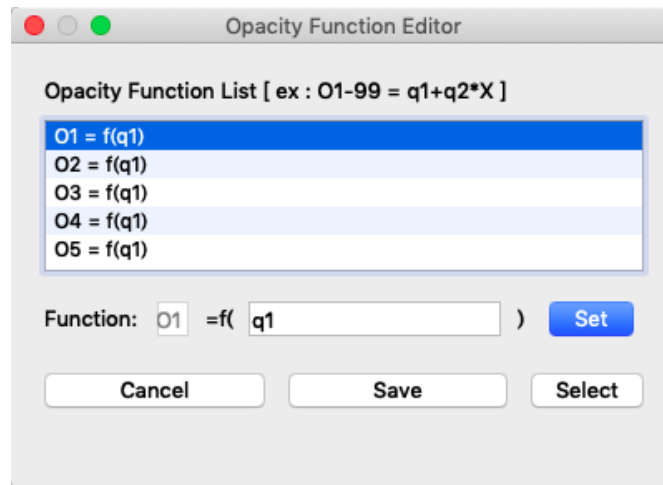 Opacity Function Editor
Opacity Function List [ ex : O1-99 = q1+q2*X ]
O1 = f(q1)
O2 = f(q1)
O3 = f(q1)
O4 = f(q1)
O5 = f(q1)
Function: O1 =f( q1 ) Set
Cancel Save Select